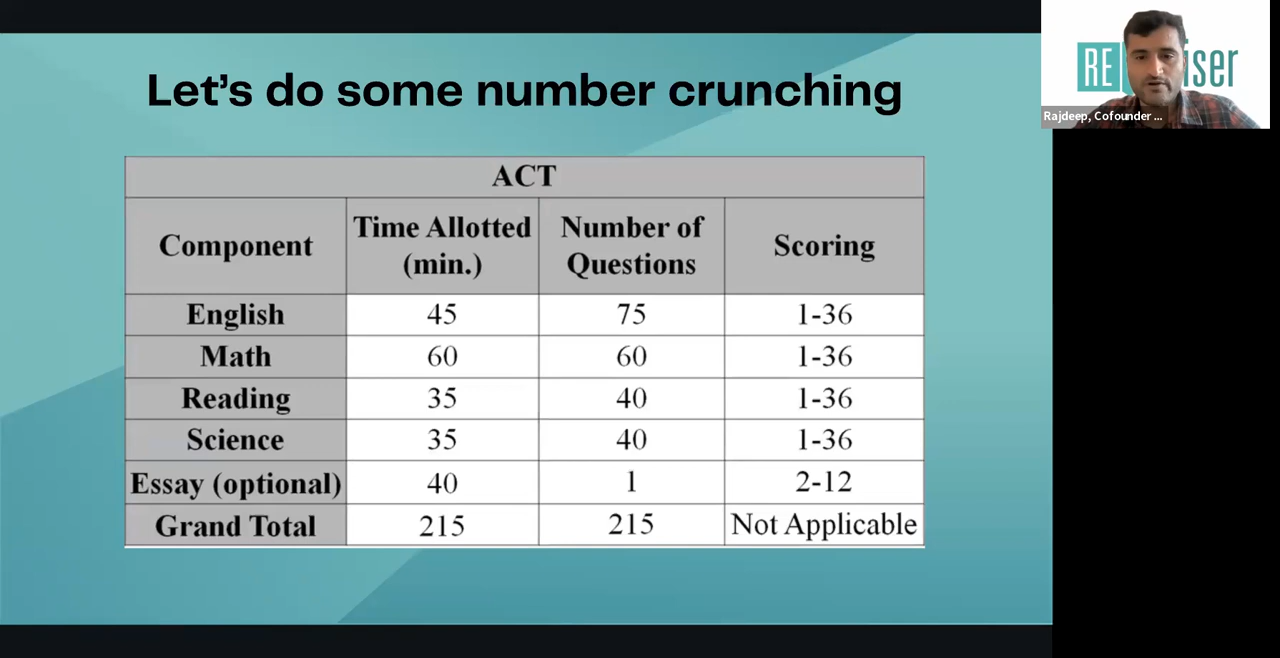 Let's do some number crunching
ACT
Component Time Allotted (min.) Number of Questions Scoring
English 45 75 1-36
Math 60 60 1-36
Reading 35 40 1-36
Science 35 40 1-36
Essay (optional) 40 1 2-12
Grand Total 215 215 Not Applicable
RE
iser
Rajdeep, Cofounder ...